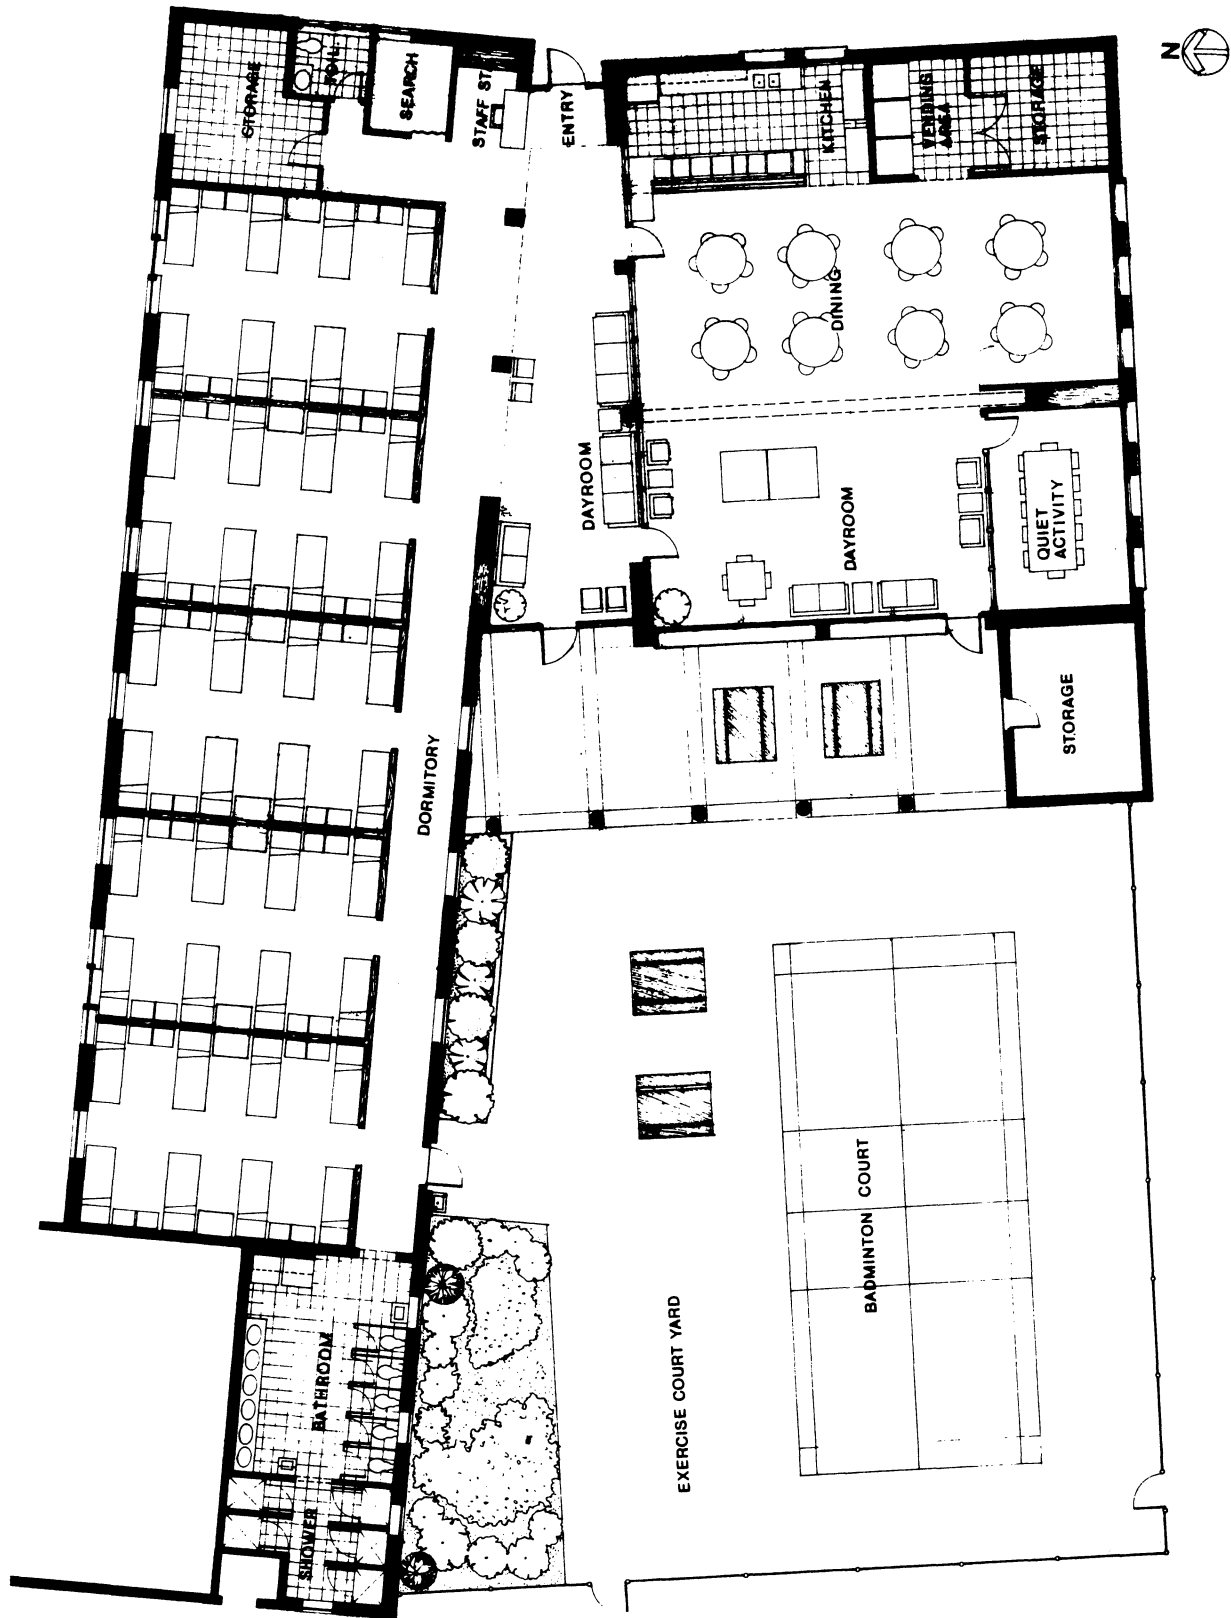 N
STORAGE
SEARCH
STAFF ST.
ENTRY
KITCHEN
VENDING
AREA
STORAGE
DINING
DAYROOM
DAYROOM
QUIET
ACTIVITY
STORAGE
DORMITORY
BATHROOM
SHOWER
EXERCISE COURT YARD
BADMINTON COURT